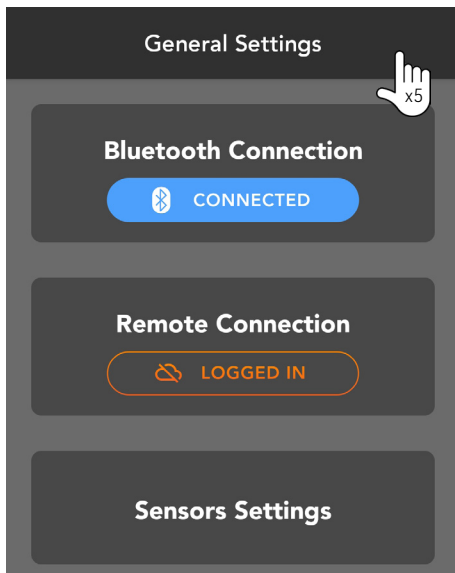 General Settings
x5
Bluetooth Connection
CONNECTED
Remote Connection
LOGGED IN
Sensors Settings